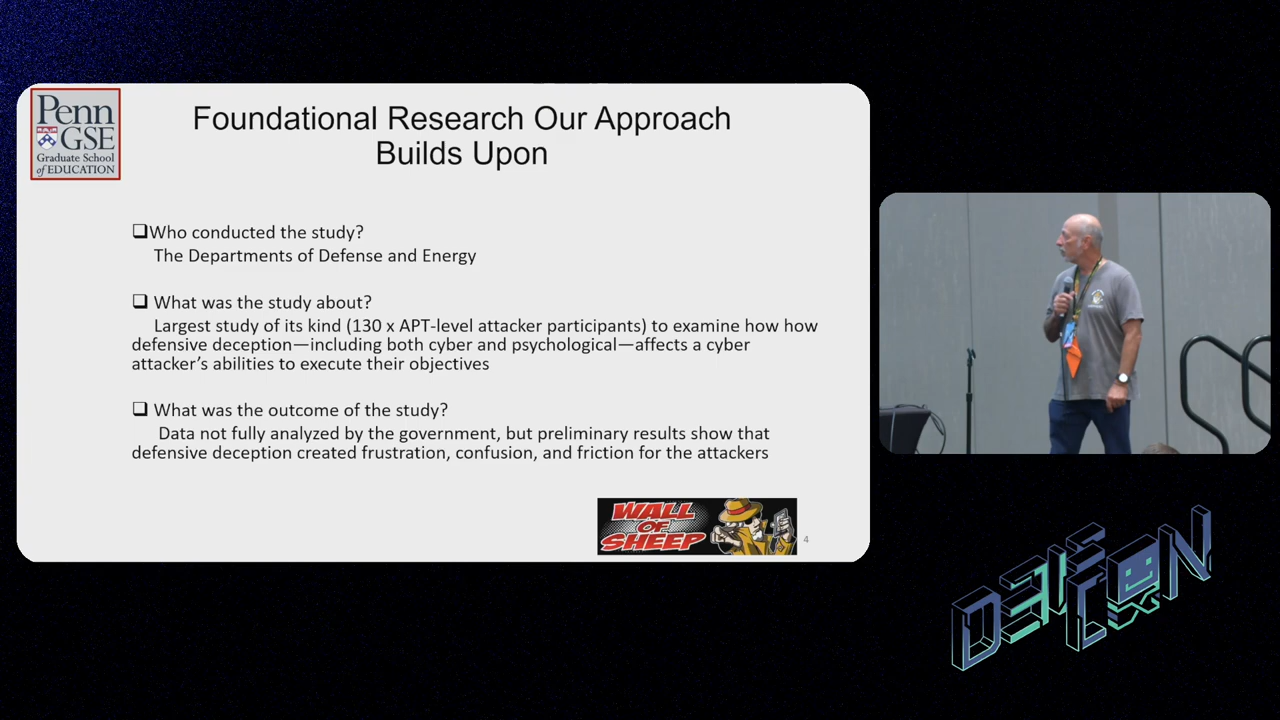 Penn
GSE
Graduate School
of EDUCATION
Foundational Research Our Approach
Builds Upon
❑Who conducted the study?
The Departments of Defense and Energy
❑ What was the study about?
Largest study of its kind (130 x APT-level attacker participants) to examine how how
defensive deception—including both cyber and psychological—affects a cyber
attacker’s abilities to execute their objectives
❑ What was the outcome of the study?
Data not fully analyzed by the government, but preliminary results show that
defensive deception created frustration, confusion, and friction for the attackers
WALL
OF
SHEEP
4
DEF
CON